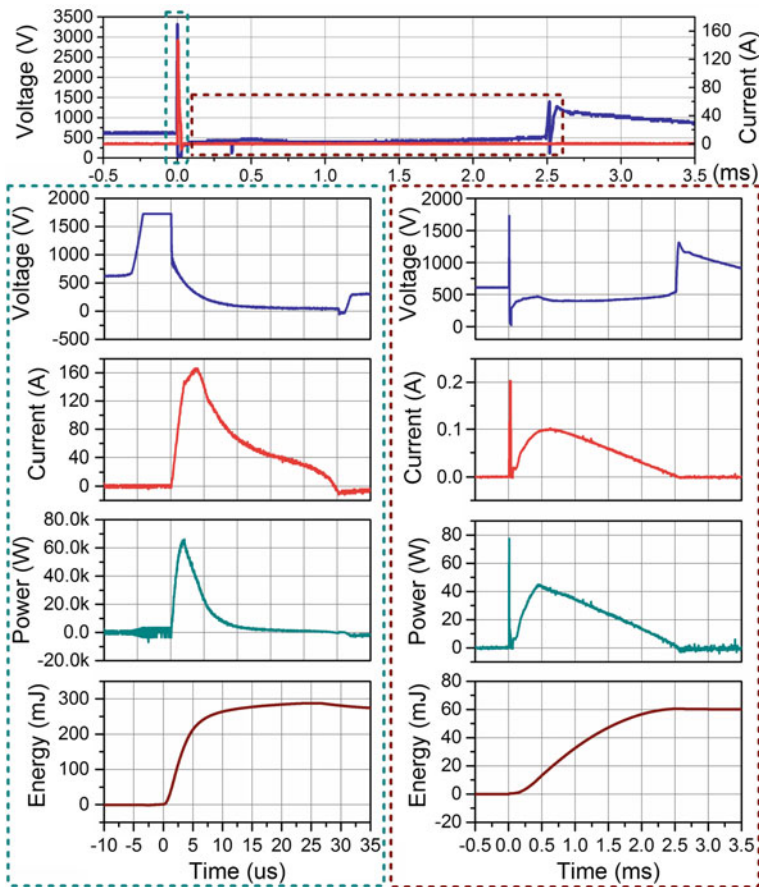 Voltage (V)
3500
3000
2500
2000
1500
1000
500
0
160
120
80
40
0
Current (A)
-0.5 0.0 0.5 1.0 1.5 2.0 2.5 3.0 3.5 (ms)
Voltage (V)
2000
1500
1000
500
0
-500
Current (A)
160
120
80
40
0
Power (W)
80.0k
60.0k
40.0k
20.0k
0.0
-20.0k
Energy (mJ)
300
200
100
0
-10 -5 0 5 10 15 20 25 30 35
Time (us)
Voltage (V)
2000
1500
1000
500
0
Current (A)
0.2
0.1
0.0
Power (W)
80
60
40
20
0
Energy (mJ)
80
60
40
20
0
-20
-0.5 0.0 0.5 1.0 1.5 2.0 2.5 3.0 3.5
Time (ms)